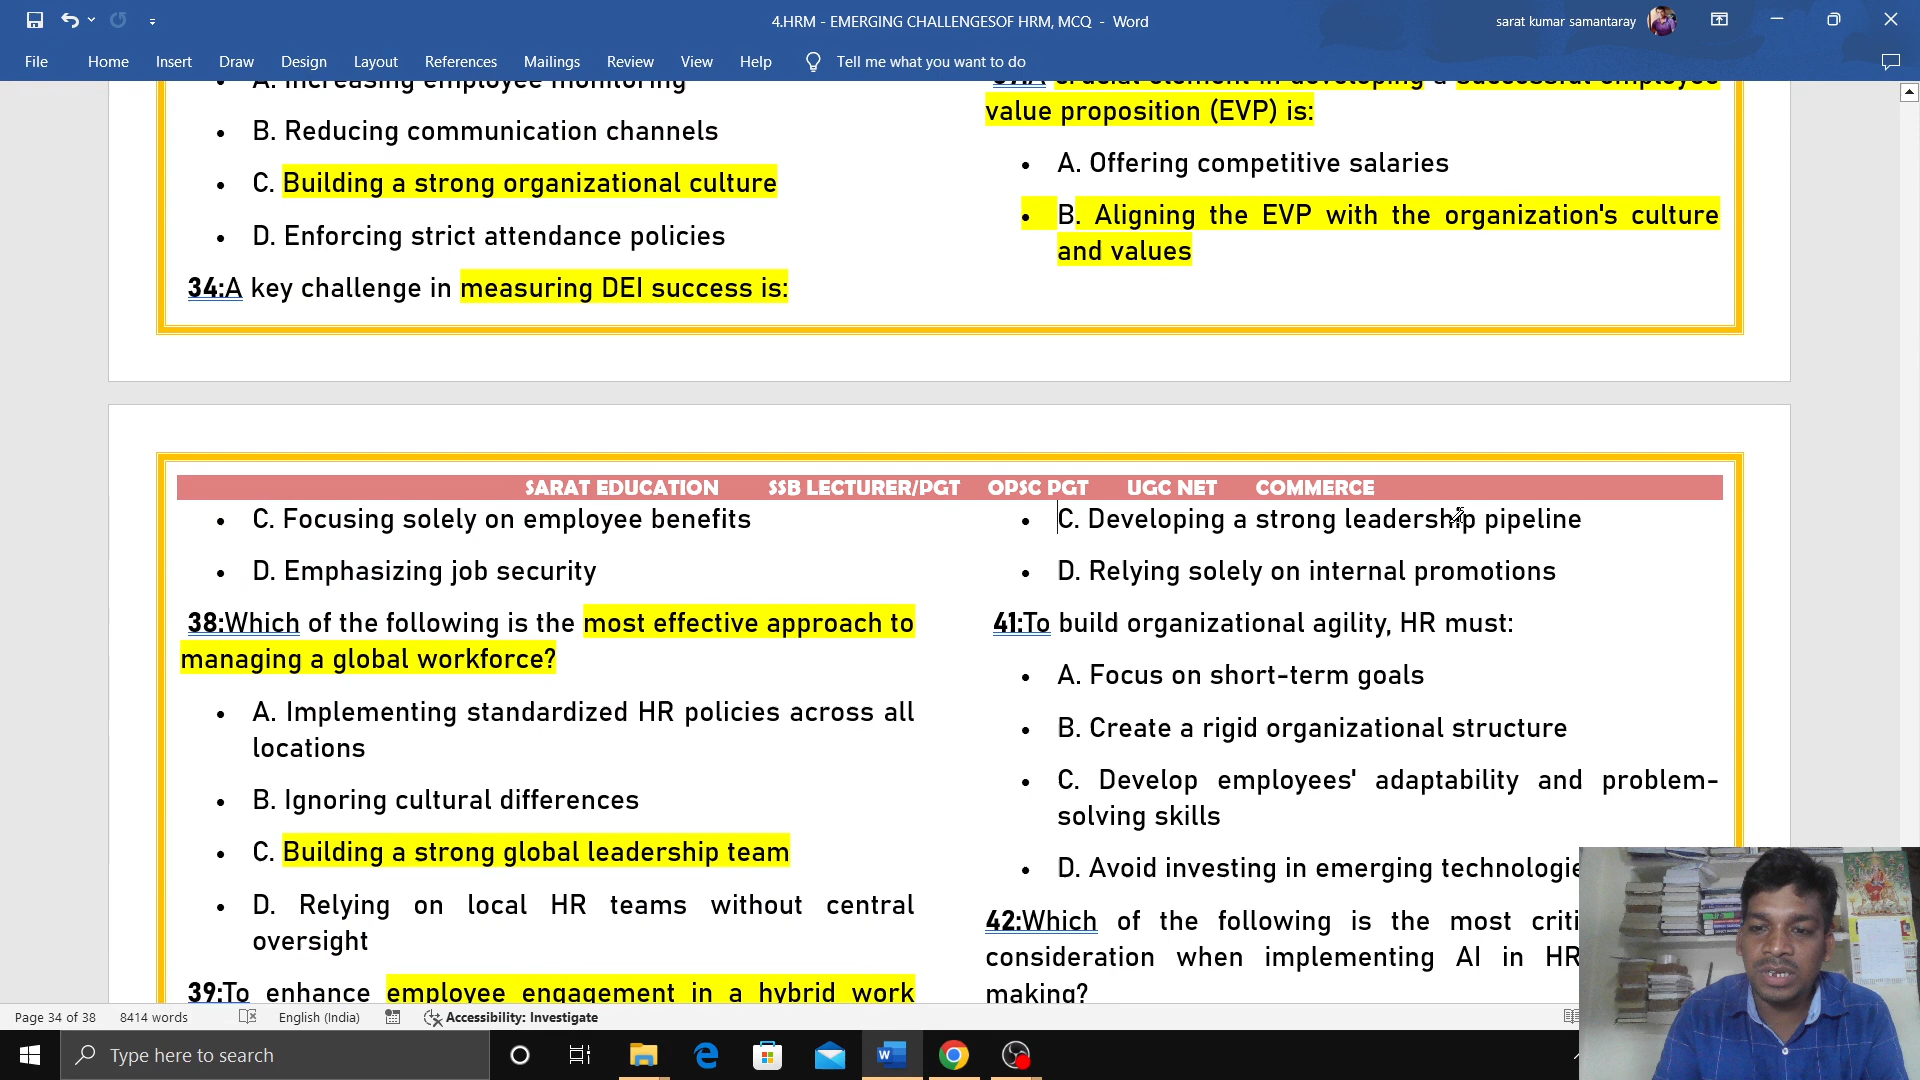 4.HRM - EMERGING CHALLENGESOF HRM, MCQ - Word
sarat kumar samantaray
File Home Insert Draw Design Layout References Mailings Review View Help Tell me what you want to do
A. Increasing employee monitoring
B. Reducing communication channels
C. Building a strong organizational culture
D. Enforcing strict attendance policies
34:A key challenge in measuring DEI success is:
37:A crucial element in developing a successful employee
value proposition (EVP) is:
A. Offering competitive salaries
B. Aligning the EVP with the organization's culture
and values
SARAT EDUCATION SSB LECTURER/PGT OPSC PGT UGC NET COMMERCE
C. Focusing solely on employee benefits
D. Emphasizing job security
38:Which of the following is the most effective approach to
managing a global workforce?
A. Implementing standardized HR policies across all
locations
B. Ignoring cultural differences
C. Building a strong global leadership team
D. Relying on local HR teams without central
oversight
39:To enhance employee engagement in a hybrid work
C. Developing a strong leadership pipeline
D. Relying solely on internal promotions
41:To build organizational agility, HR must:
A. Focus on short-term goals
B. Create a rigid organizational structure
C. Develop employees' adaptability and problem-
solving skills
D. Avoid investing in emerging technologie
42:Which of the following is the most criti
consideration when implementing AI in HR
making?
Page 34 of 38 8414 words English (India) Accessibility: Investigate
Type here to search